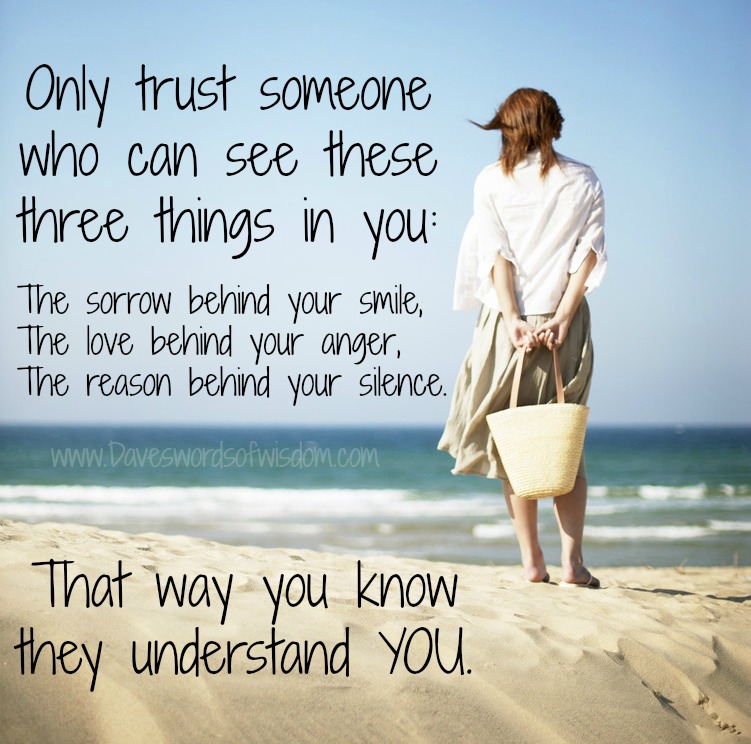 Only trust someone
who can see these
three things in you:
The sorrow behind your smile,
The love behind your anger,
The reason behind your silence.
www.Daveswordsofwisdom.com
That way you know
they understand YOU.